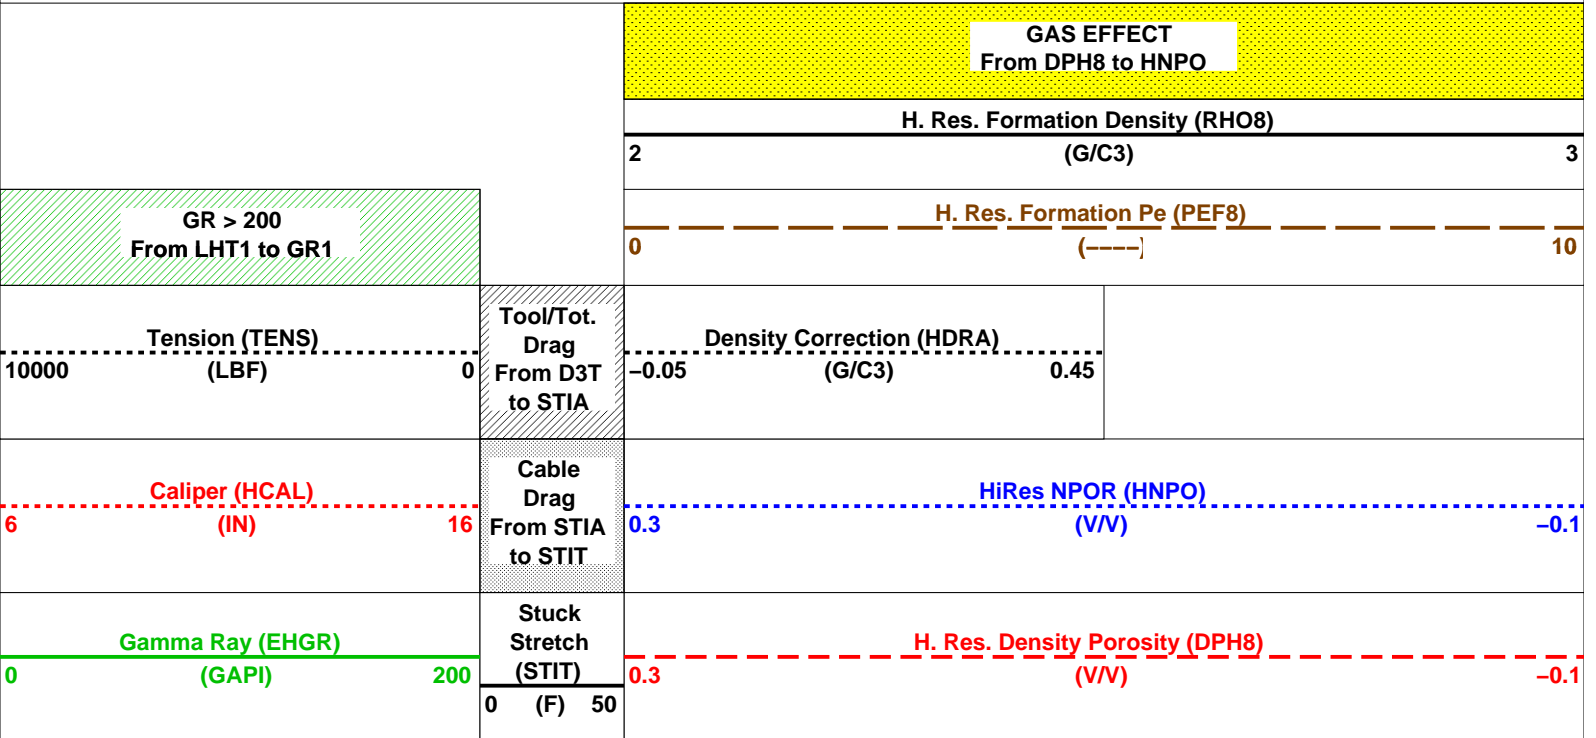 GAS EFFECT
From DPH8 to HNPO
H. Res. Formation Density (RHO8)
2 (G/C3) 3
GR > 200
From LHT1 to GR1
H. Res. Formation Pe (PEF8)
0 (−−−−) 10
Tension (TENS)
10000 (LBF) 0
Tool/Tot.
Drag
From D3T
to STIA
Density Correction (HDRA)
−0.05 (G/C3) 0.45
Caliper (HCAL)
6 (IN) 16
Cable
Drag
From STIA
to STIT
HiRes NPOR (HNPO)
0.3 (V/V) −0.1
Gamma Ray (EHGR)
0 (GAPI) 200
Stuck
Stretch
(STIT)
0 (F) 50
H. Res. Density Porosity (DPH8)
0.3 (V/V) −0.1